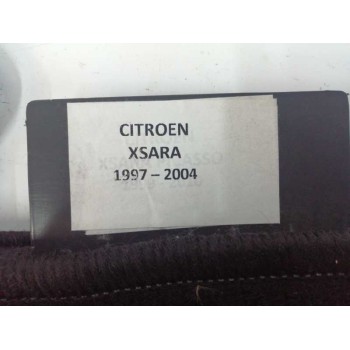 CITROEN
XSARA
1997 – 2004